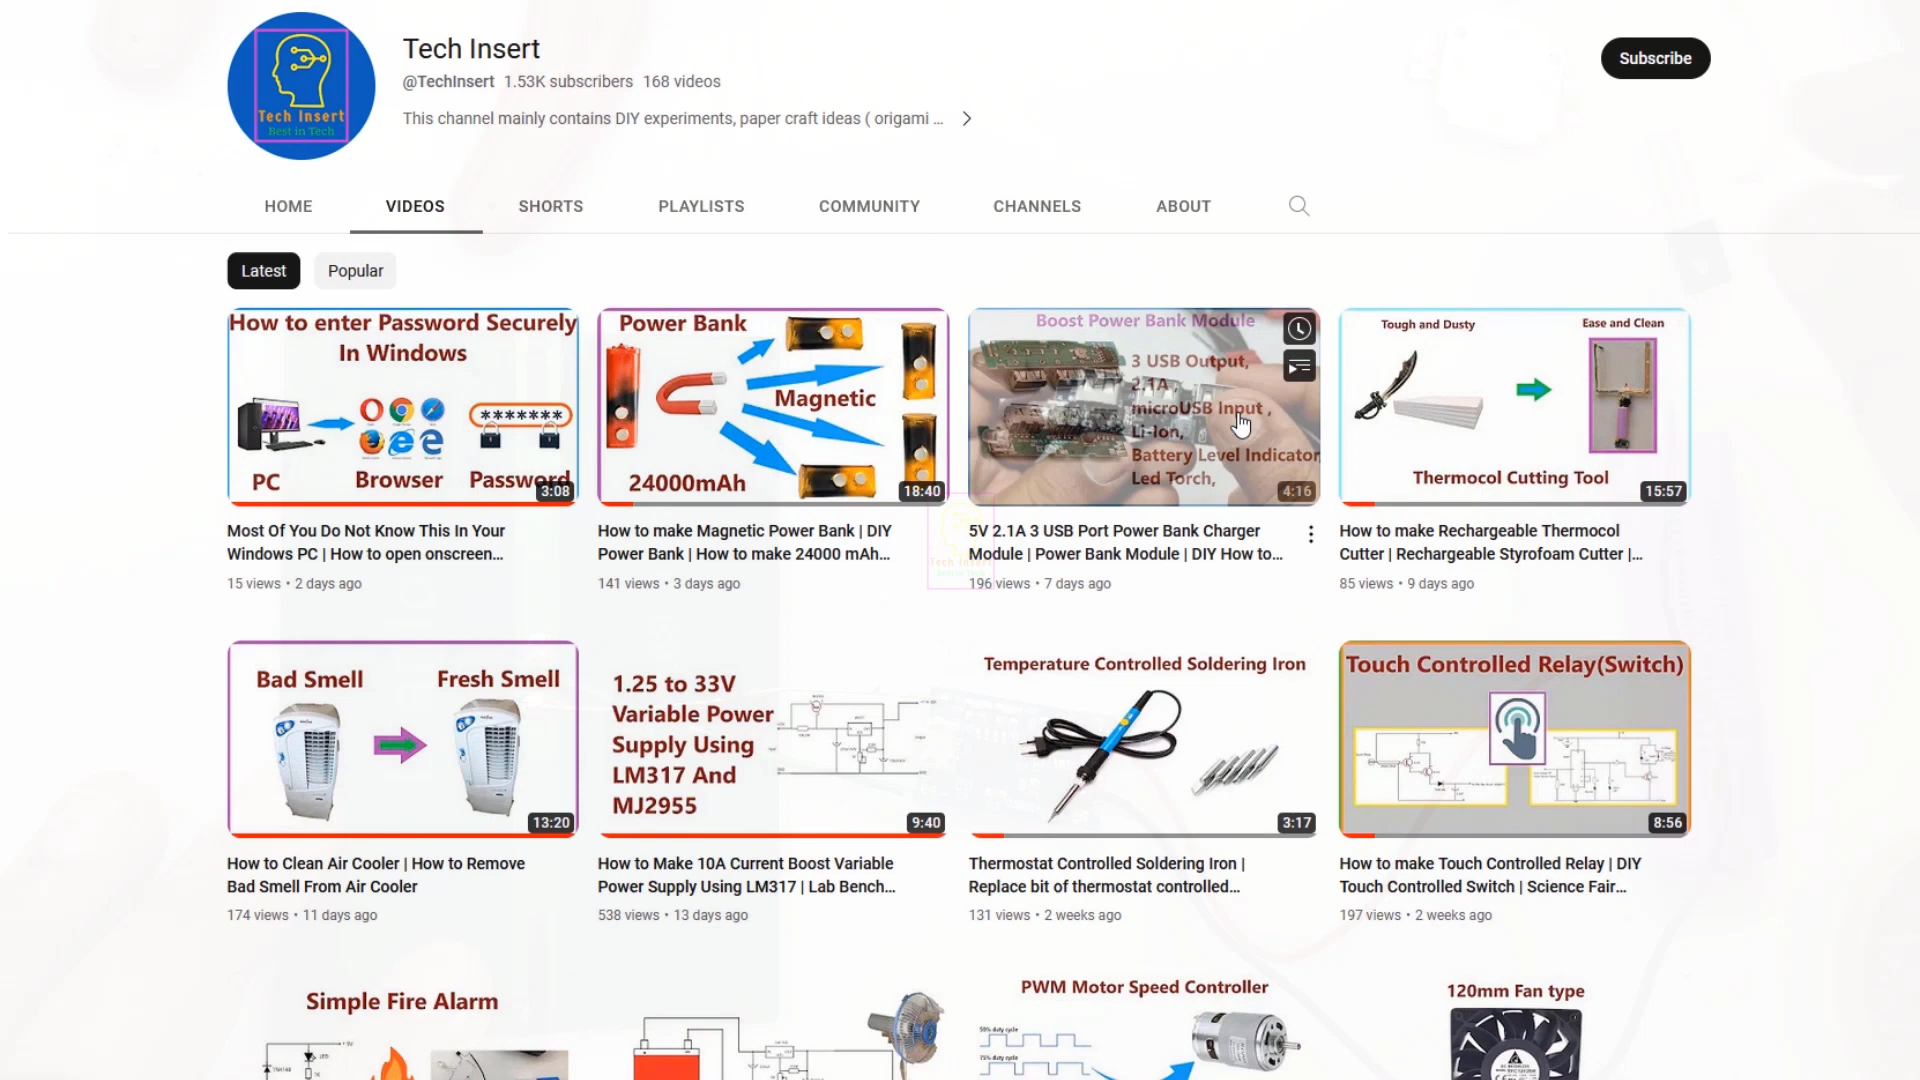 Tech Insert
Best in Tech
Tech Insert
@TechInsert 1.53K subscribers 168 videos
This channel mainly contains DIY experiments, paper craft ideas ( origami ...
Subscribe
HOME VIDEOS SHORTS PLAYLISTS COMMUNITY CHANNELS ABOUT
Latest Popular
How to enter Password Securely
In Windows
*******
PC Browser Password
3:08
Power Bank
Magnetic
24000mAh
18:40
Boost Power Bank Module
3 USB Output,
2.1A ,
microUSB Input ,
Li-Ion,
Battery Level Indicator
Led Torch,
4:16
Tough and Dusty
Ease and Clean
Thermocol Cutting Tool
15:57
Most Of You Do Not Know This In Your
Windows PC | How to open onscreen...
15 views • 2 days ago
How to make Magnetic Power Bank | DIY
Power Bank | How to make 24000 mAh...
141 views • 3 days ago
5V 2.1A 3 USB Port Power Bank Charger
Module | Power Bank Module | DIY How to...
196 views • 7 days ago
How to make Rechargeable Thermocol
Cutter | Rechargeable Styrofoam Cutter |...
85 views • 9 days ago
Tech Insert
Bad Smell
Fresh Smell
13:20
1.25 to 33V
Variable Power
Supply Using
LM317 And
MJ2955
9:40
Temperature Controlled Soldering Iron
3:17
Touch Controlled Relay(Switch)
8:56
How to Clean Air Cooler | How to Remove
Bad Smell From Air Cooler
174 views • 11 days ago
How to Make 10A Current Boost Variable
Power Supply Using LM317 | Lab Bench...
538 views • 13 days ago
Thermostat Controlled Soldering Iron |
Replace bit of thermostat controlled...
131 views • 2 weeks ago
How to make Touch Controlled Relay | DIY
Touch Controlled Switch | Science Fair...
197 views • 2 weeks ago
Simple Fire Alarm
PWM Motor Speed Controller
50% duty cycle
75% duty cycle
120mm Fan type